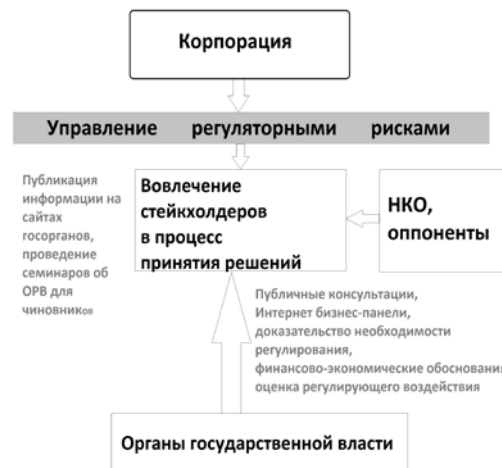 Корпорация
Управление регуляторными рисками
Публикация
информации на
сайтах
госорганов,
проведение
семинаров об
ОРВ для
чиновников
Вовлечение
стейкхолдеров
в процесс
принятия решений
НКО,
оппоненты
Публичные консультации,
Интернет бизнес-панели,
доказательство необходимости
регулирования,
финансово-экономические обоснования
оценка регулирующего воздействия
Органы государственной власти